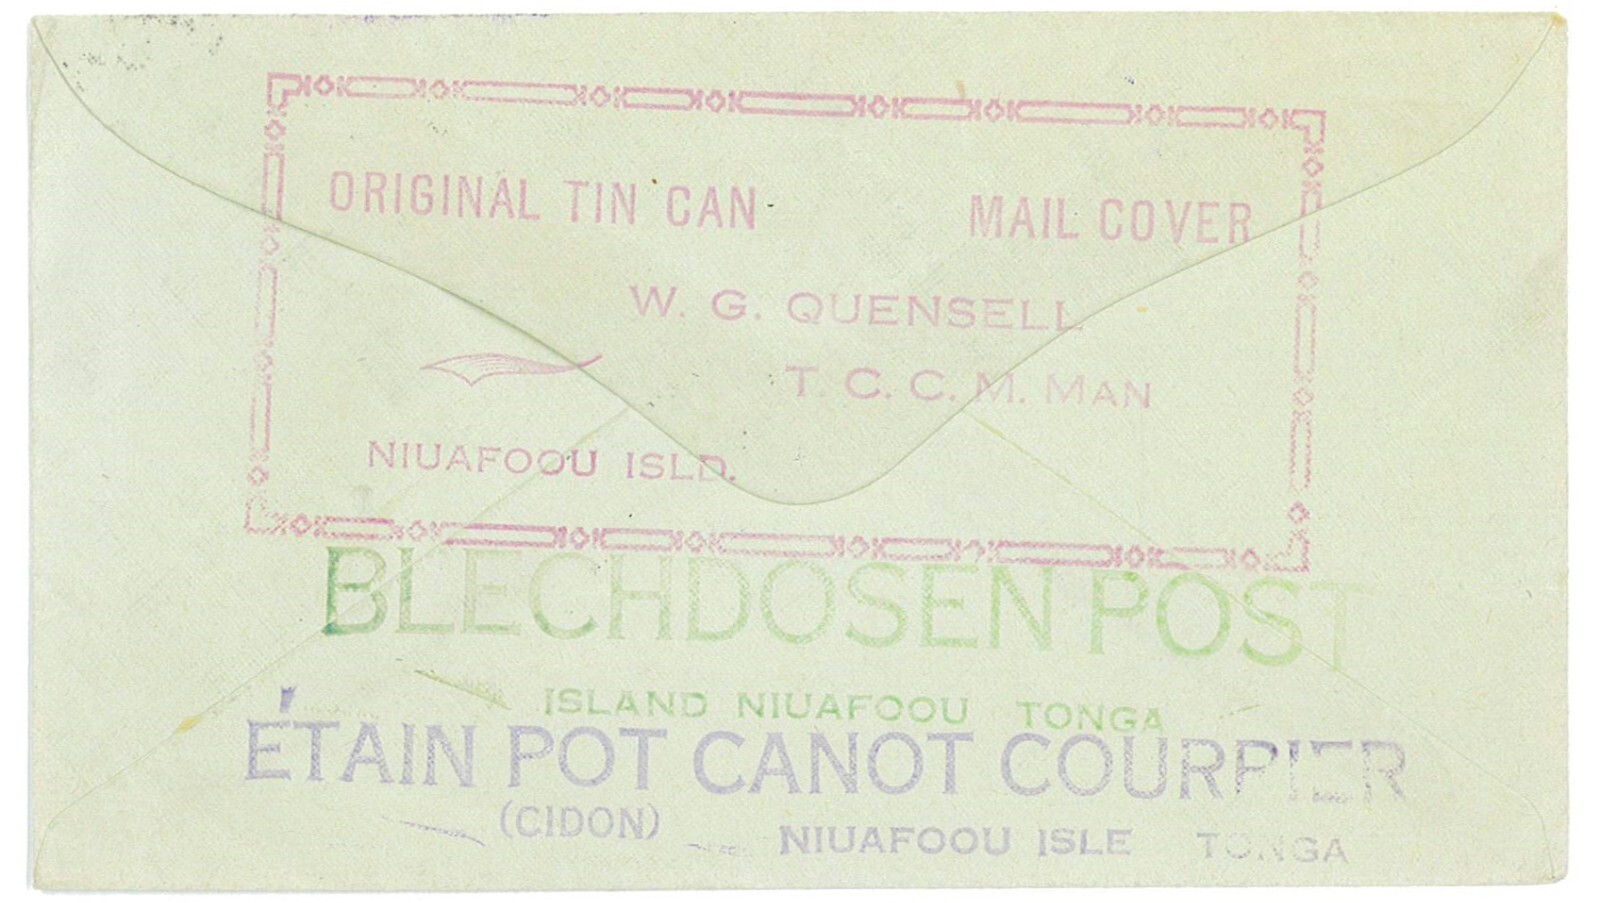 ORIGINAL TIN CAN MAIL COVER
W. G. QUENSELL
T. C. C. M. MAN
NIUAFOOU ISLD.
BLECHDOSEN POST
ISLAND NIUAFOOU TONGA
ÉTAIN POT CANOT COURRIER
(CIDON) NIUAFOOU ISLE TONGA